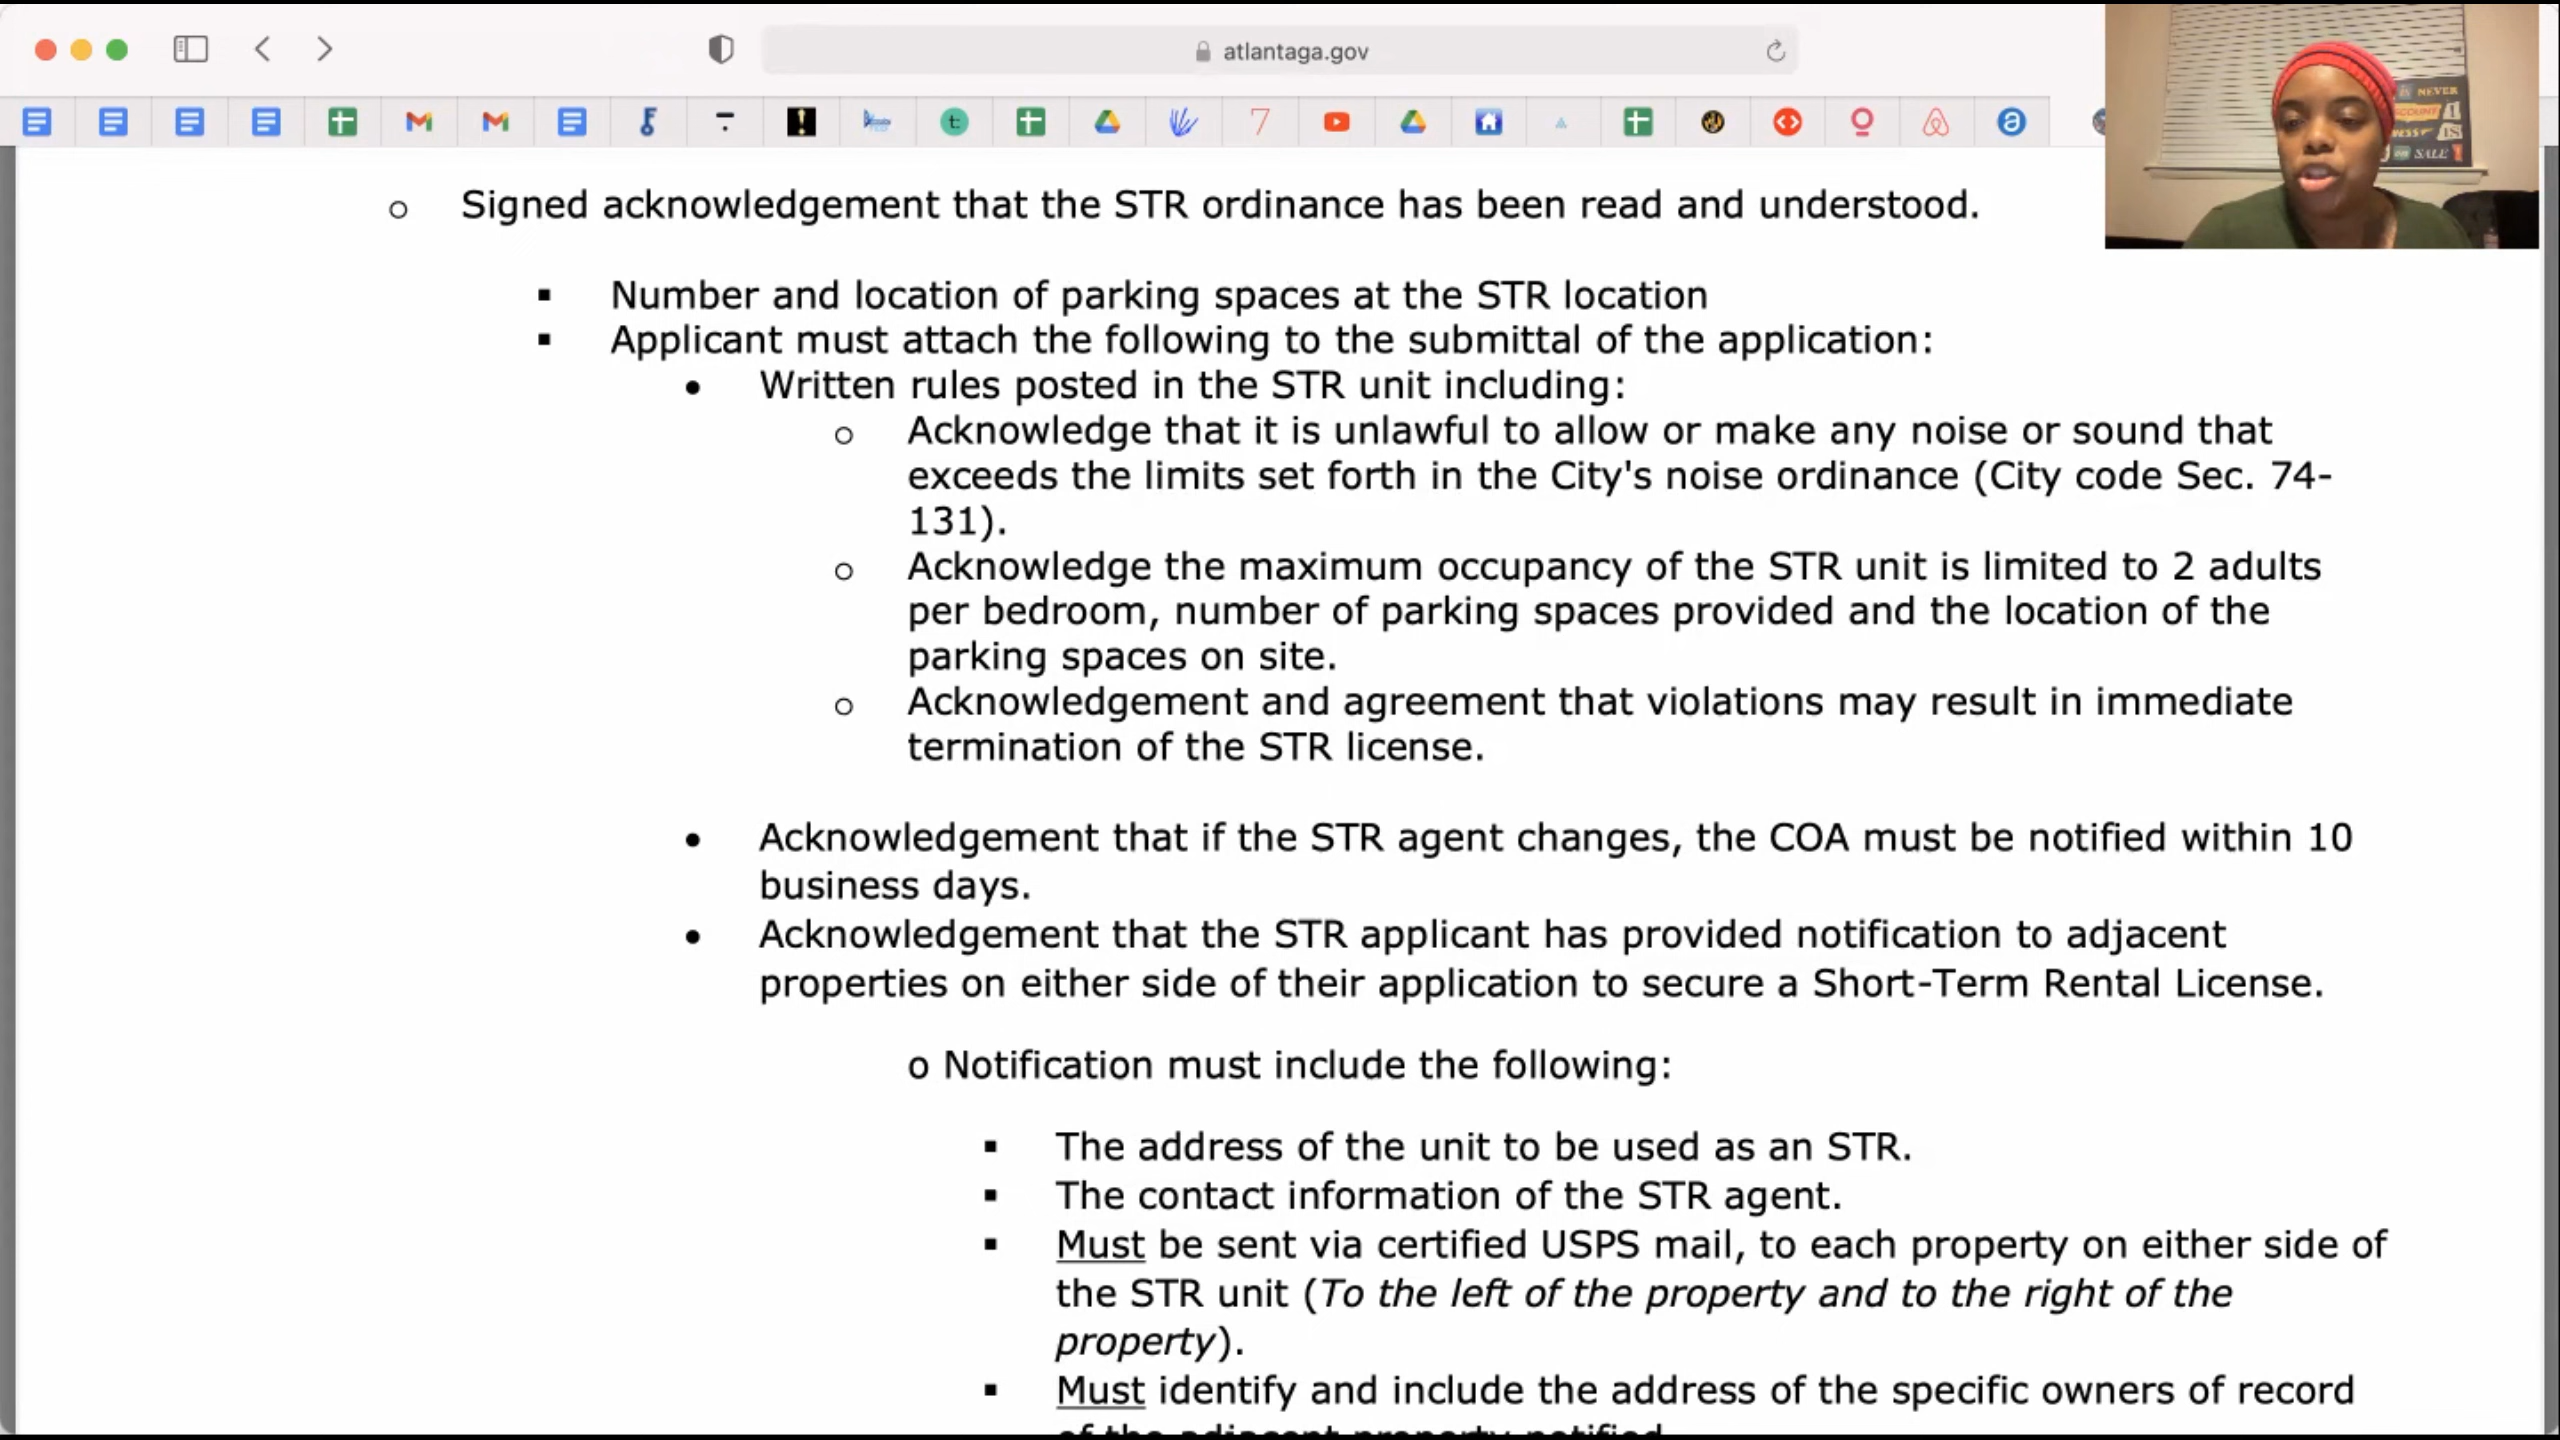 atlantaga.gov
IS NEVER
1
IS
on SALE !
o Signed acknowledgement that the STR ordinance has been read and understood.
▪ Number and location of parking spaces at the STR location
▪ Applicant must attach the following to the submittal of the application:
• Written rules posted in the STR unit including:
o Acknowledge that it is unlawful to allow or make any noise or sound that
exceeds the limits set forth in the City's noise ordinance (City code Sec. 74-
131).
o Acknowledge the maximum occupancy of the STR unit is limited to 2 adults
per bedroom, number of parking spaces provided and the location of the
parking spaces on site.
o Acknowledgement and agreement that violations may result in immediate
termination of the STR license.
• Acknowledgement that if the STR agent changes, the COA must be notified within 10
business days.
• Acknowledgement that the STR applicant has provided notification to adjacent
properties on either side of their application to secure a Short-Term Rental License.
o Notification must include the following:
▪ The address of the unit to be used as an STR.
▪ The contact information of the STR agent.
▪ Must be sent via certified USPS mail, to each property on either side of
the STR unit (To the left of the property and to the right of the
property).
▪ Must identify and include the address of the specific owners of record
of the adjacent property notified